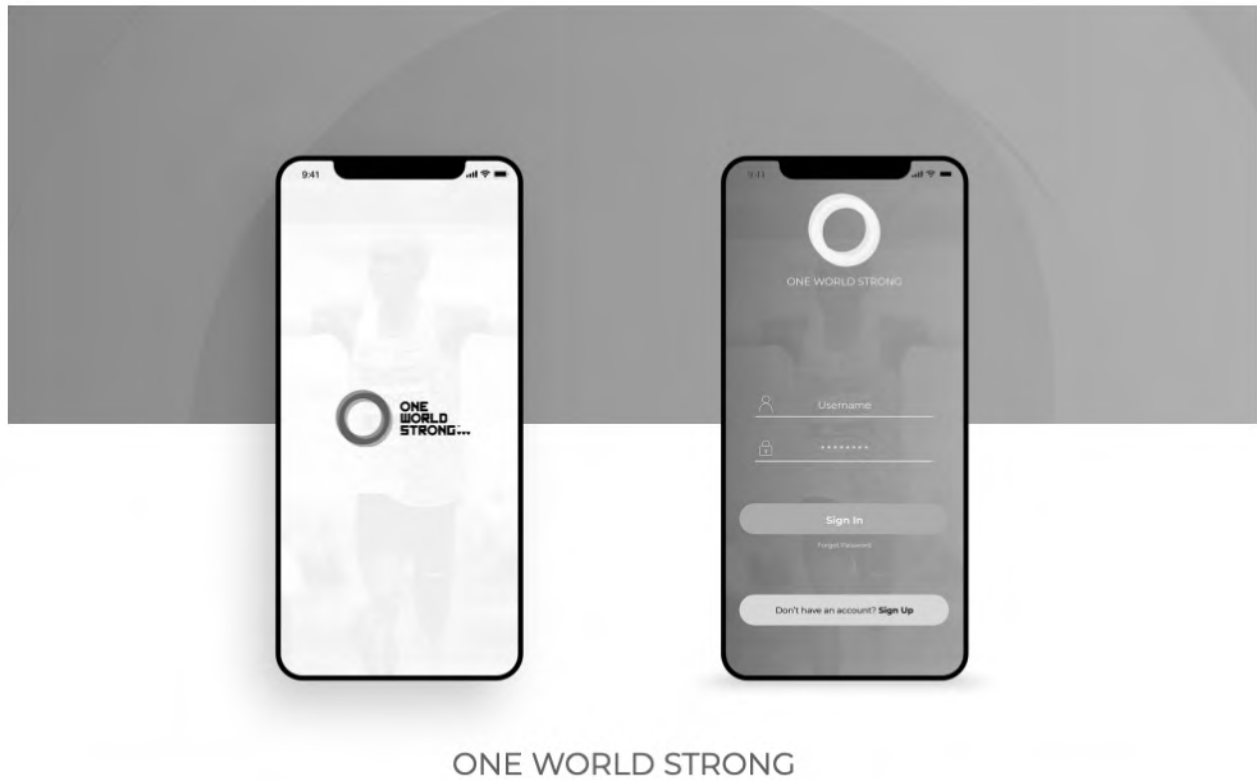 9:41
ONE
WORLD
STRONG™...
9:41
ONE WORLD STRONG
Username
********
Sign In
Forgot Password
Don't have an account? Sign Up
ONE WORLD STRONG